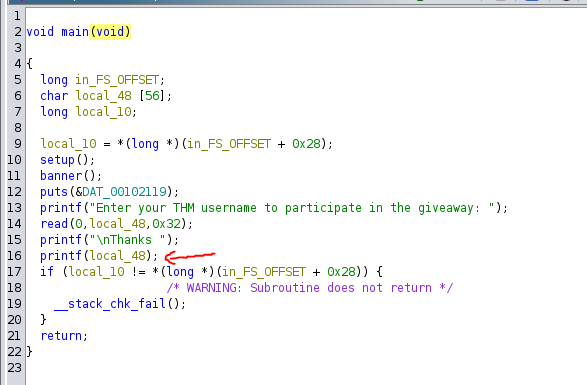 1
2 void main(void)
3
4 {
5 long in_FS_OFFSET;
6 char local_48 [56];
7 long local_10;
8
9 local_10 = *(long *)(in_FS_OFFSET + 0x28);
10 setup();
11 banner();
12 puts(&DAT_00102119);
13 printf("Enter your THM username to participate in the giveaway: ");
14 read(0,local_48,0x32);
15 printf("\nThanks ");
16 printf(local_48);
17 if (local_10 != *(long *)(in_FS_OFFSET + 0x28)) {
18 /* WARNING: Subroutine does not return */
19 __stack_chk_fail();
20 }
21 return;
22 }
23